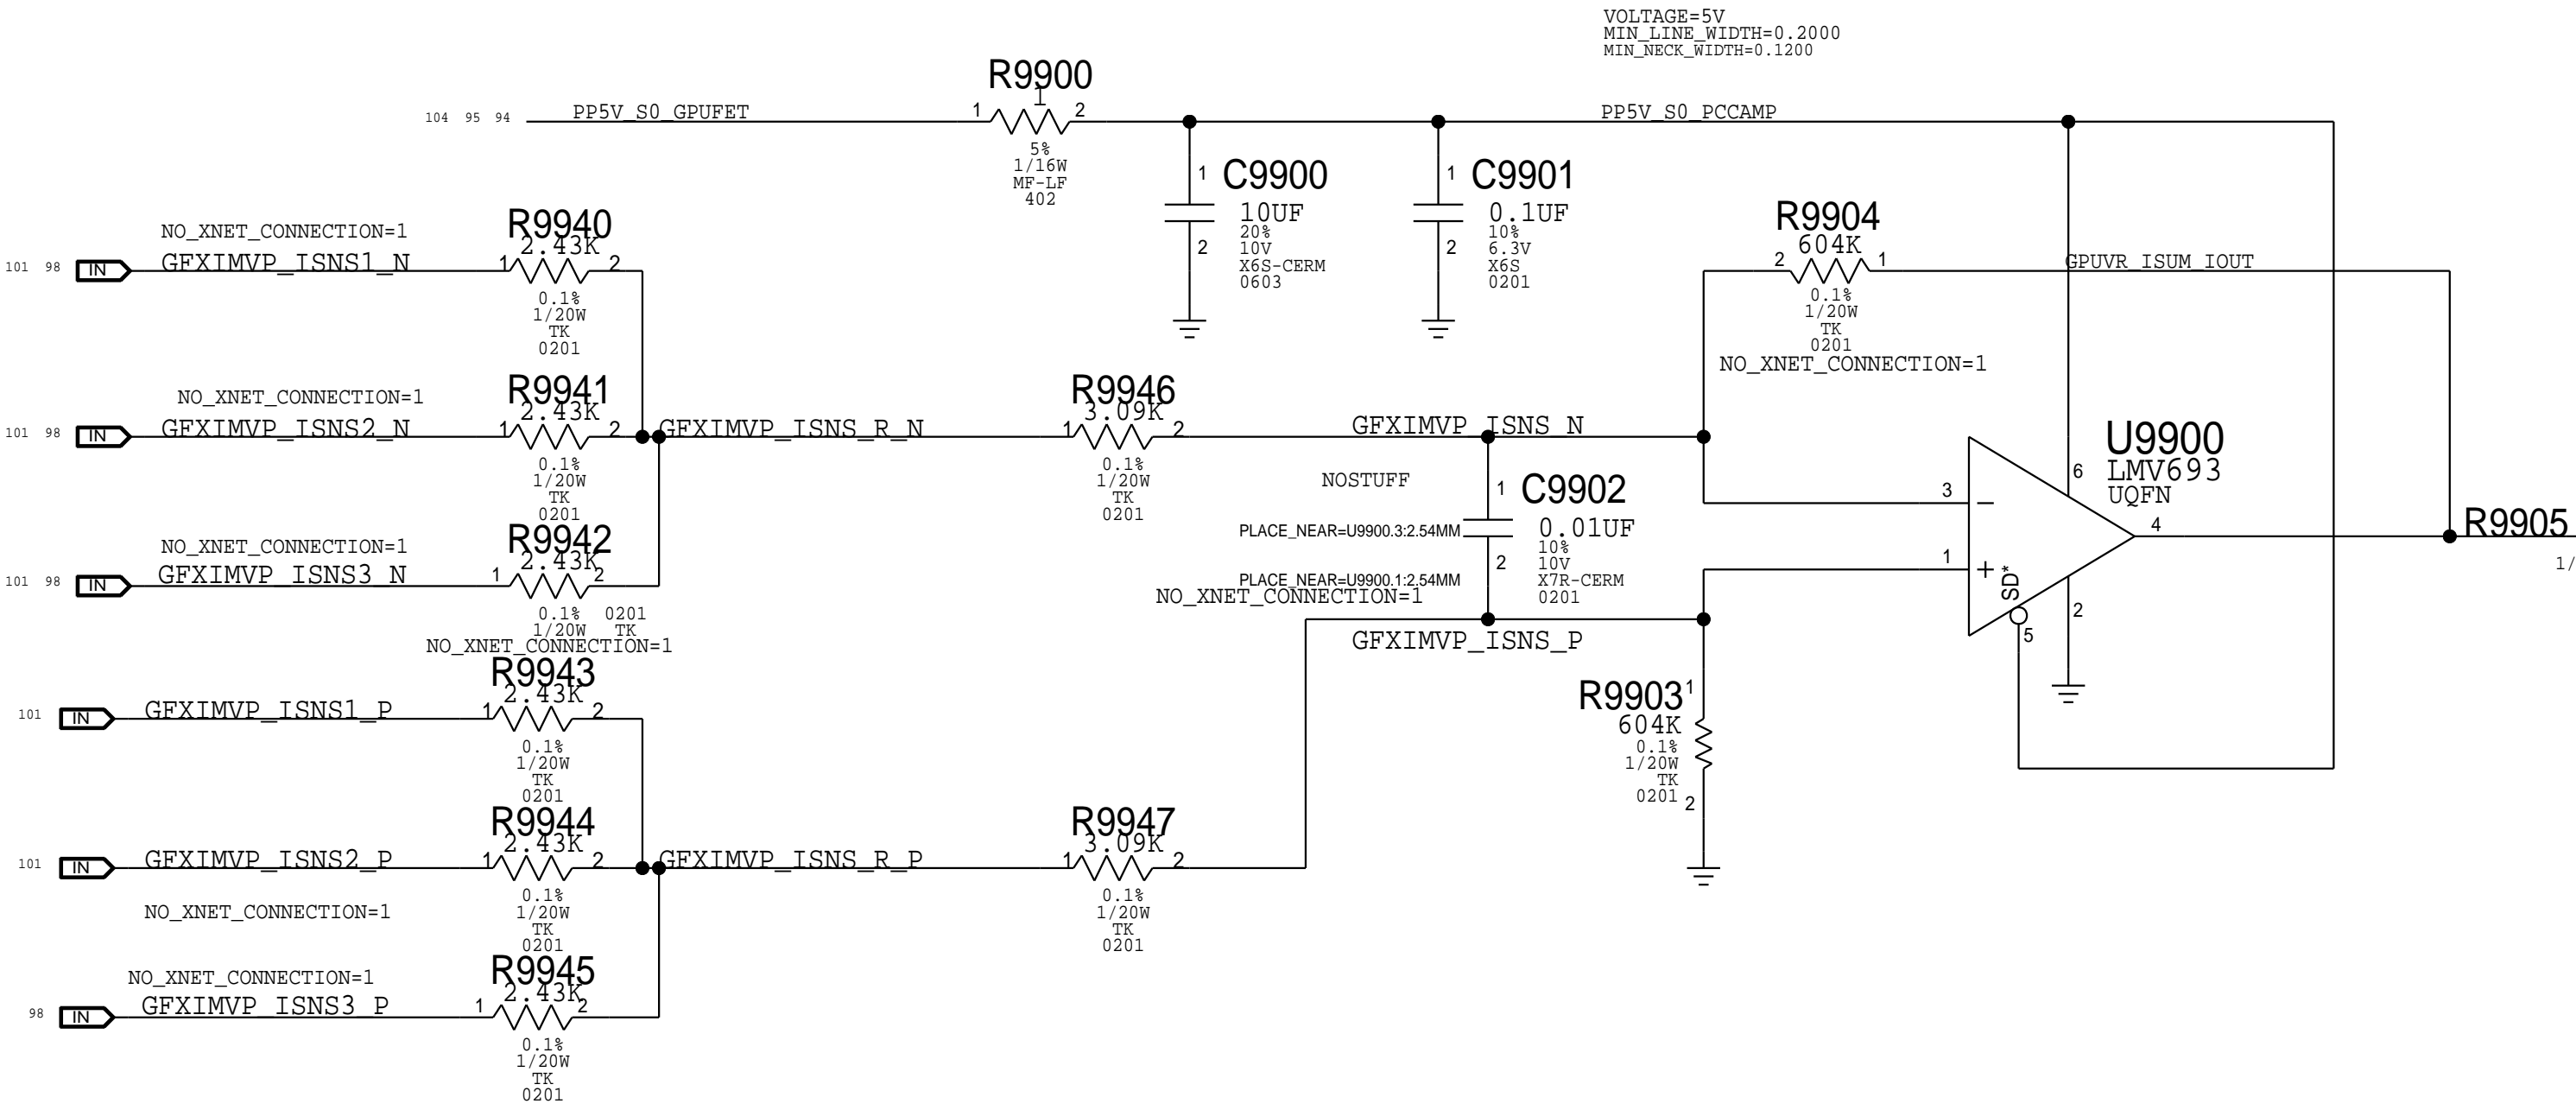 VOLTAGE=5V
MIN_LINE_WIDTH=0.2000
MIN_NECK_WIDTH=0.1200
R9900
1
104 95 94
PP5V_S0_GPUFET
1
2
PP5V_S0_PCCAMP
5%
1/16W
MF-LF
402
1
C9900
10UF
20%
10V
X6S-CERM
0603
2
1
C9901
0.1UF
10%
6.3V
X6S
0201
2
NO_XNET_CONNECTION=1
R9940
2.43K
101 98
IN
GFXIMVP_ISNS1_N
1
2
0.1%
1/20W
TK
0201
R9904
604K
2
1
GPUVR_ISUM_IOUT
0.1%
1/20W
TK
0201
NO_XNET_CONNECTION=1
NO_XNET_CONNECTION=1
R9941
2.43K
101 98
IN
GFXIMVP_ISNS2_N
1
2
GFXIMVP_ISNS_R_N
0.1%
1/20W
TK
0201
R9946
3.09K
1
2
0.1%
1/20W
TK
0201
GFXIMVP_ISNS_N
NOSTUFF
1
C9902
PLACE_NEAR=U9900.3:2.54MM
0.01UF
10%
10V
X7R-CERM
0201
2
PLACE_NEAR=U9900.1:2.54MM
NO_XNET_CONNECTION=1
GFXIMVP_ISNS_P
U9900
LMV693
UQFN
6
3
−
4
1
+
SD*
5
2
R9905
1/
NO_XNET_CONNECTION=1
R9942
2.43K
101 98
IN
GFXIMVP_ISNS3_N
1
2
0.1% 0201
1/20W TK
NO_XNET_CONNECTION=1
R9943
2.43K
101
IN
GFXIMVP_ISNS1_P
1
2
0.1%
1/20W
TK
0201
R9903
1
604K
0.1%
1/20W
TK
0201
2
R9944
2.43K
101
IN
GFXIMVP_ISNS2_P
1
2
GFXIMVP_ISNS_R_P
0.1%
1/20W
TK
0201
NO_XNET_CONNECTION=1
R9947
3.09K
1
2
0.1%
1/20W
TK
0201
NO_XNET_CONNECTION=1
R9945
2.43K
98
IN
GFXIMVP_ISNS3_P
1
2
0.1%
1/20W
TK
0201